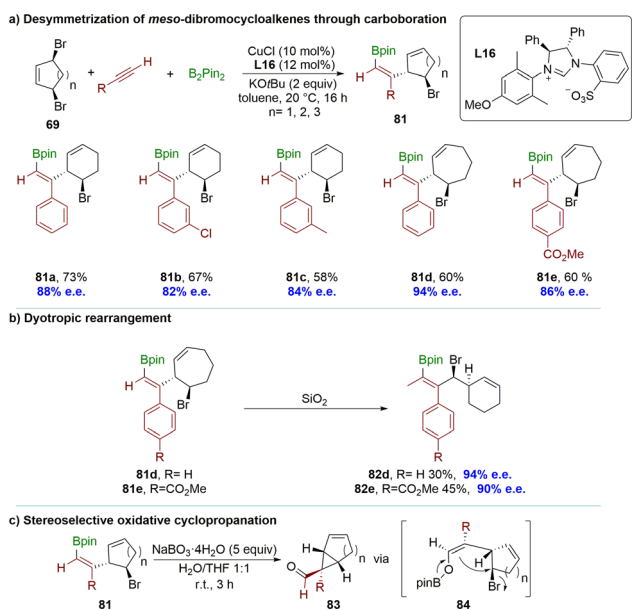 a) Desymmetrization of meso-dibromocycloalkenes through carboboration
Br
n
Br
69
+
R
H
+
B2Pin2
CuCl (10 mol%)
L16 (12 mol%)
KOtBu (2 equiv)
toluene, 20 °C, 16 h
n= 1, 2, 3
Bpin
H
R
Br
n
81
L16
Ph
Ph
N
N
+
MeO
−O3S
Bpin
H
Br
81a, 73%
88% e.e.
Bpin
H
Br
Cl
81b, 67%
82% e.e.
Bpin
H
Br
81c, 58%
84% e.e.
Bpin
H
Br
81d, 60%
94% e.e.
Bpin
H
Br
CO2Me
81e, 60 %
86% e.e.
b) Dyotropic rearrangement
Bpin
H
Br
R
81d, R= H
81e, R=CO2Me
SiO2
Bpin
Br
H
R
82d, R= H 30%, 94% e.e.
82e, R=CO2Me 45%, 90% e.e.
c) Stereoselective oxidative cyclopropanation
Bpin
H
R
Br
n
81
NaBO3·4H2O (5 equiv)
H2O/THF 1:1
r.t., 3 h
H
O
H
R
H
n
83
via
H
R
H
O
pinB
Br
n
84